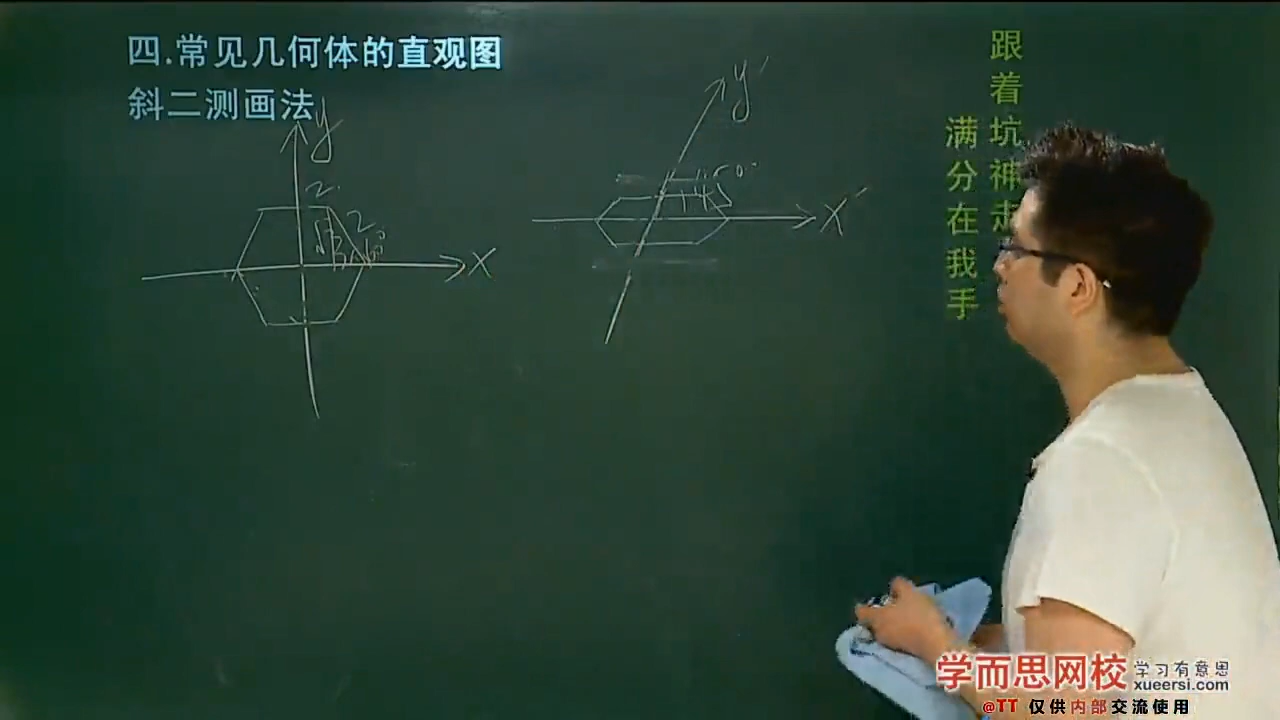 四.常见几何体的直观图
斜二测画法
y
2
√3
2
60°
x
y'
45°
x'
跟着坑神走
满分在我手
学而思网校
学习有意思
xueersi.com
@TT 仅供内部交流使用